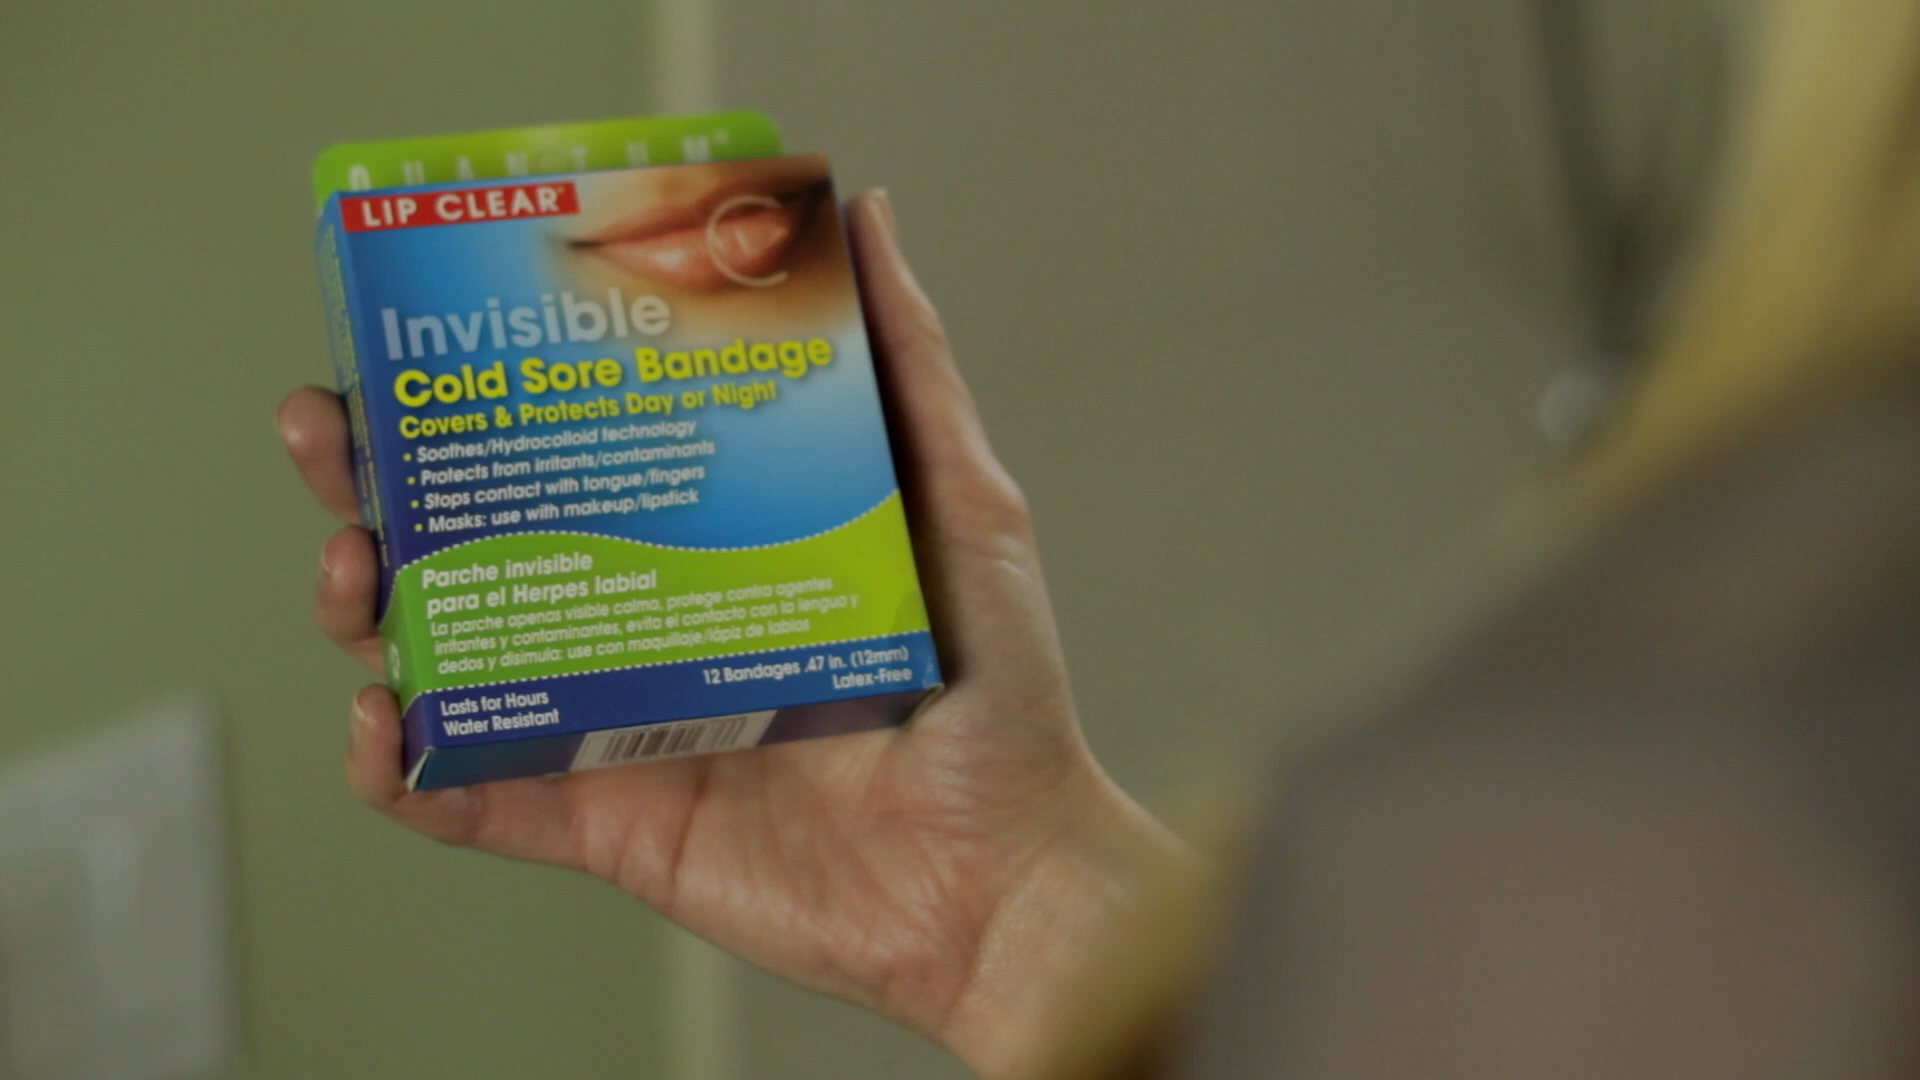 QUANTUM®
LIP CLEAR®
Invisible
Cold Sore Bandage
Covers & Protects Day or Night
• Soothes/Hydrocolloid technology
• Protects from irritants/contaminants
• Stops contact with tongue/fingers
• Masks: use with makeup/lipstick
Parche invisible
para el Herpes labial
La parche apenas visible calma, protege contra agentes
irritantes y contaminantes, evita el contacto con la lengua y
dedos y disimula: use con maquillaje/lápiz de labios
12 Bandages .47 in. (12mm)
Latex-Free
Lasts for Hours
Water Resistant